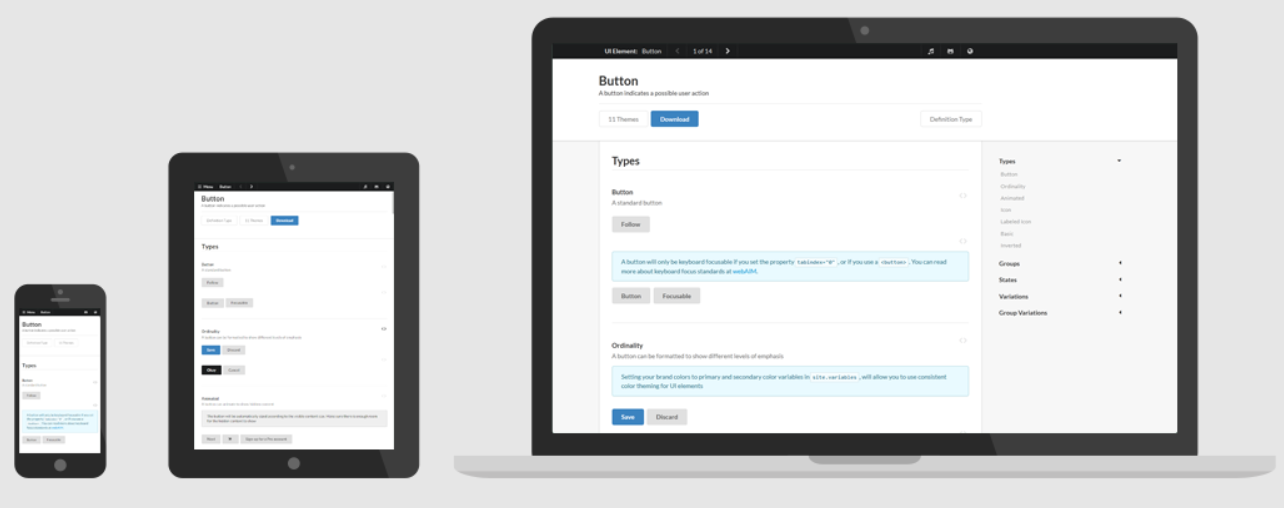 Menu Button
Button
Types
Button
Button Focusable
Menu Button
Button
Definition Type 11 Themes Download
Types
Button
Follow
Button Focusable
Ordinality
Save Discard
Okay Cancel
UI Element: Button 1 of 14
Button
A button indicates a possible user action
11 Themes Download Definition Type
Types
Button
A standard button
Follow
A button will only be keyboard focusable if you set the property tabindex="0" , or if you use a <button> . You can read
more about keyboard focus standards at webAIM.
Button Focusable
Ordinality
A button can be formatted to show different levels of emphasis
Setting your brand colors to primary and secondary color variables in site.variables , will allow you to use consistent
color theming for UI elements
Save Discard
Types
Button
Ordinality
Animated
Icon
Labeled Icon
Basic
Inverted
Groups
States
Variations
Group Variations